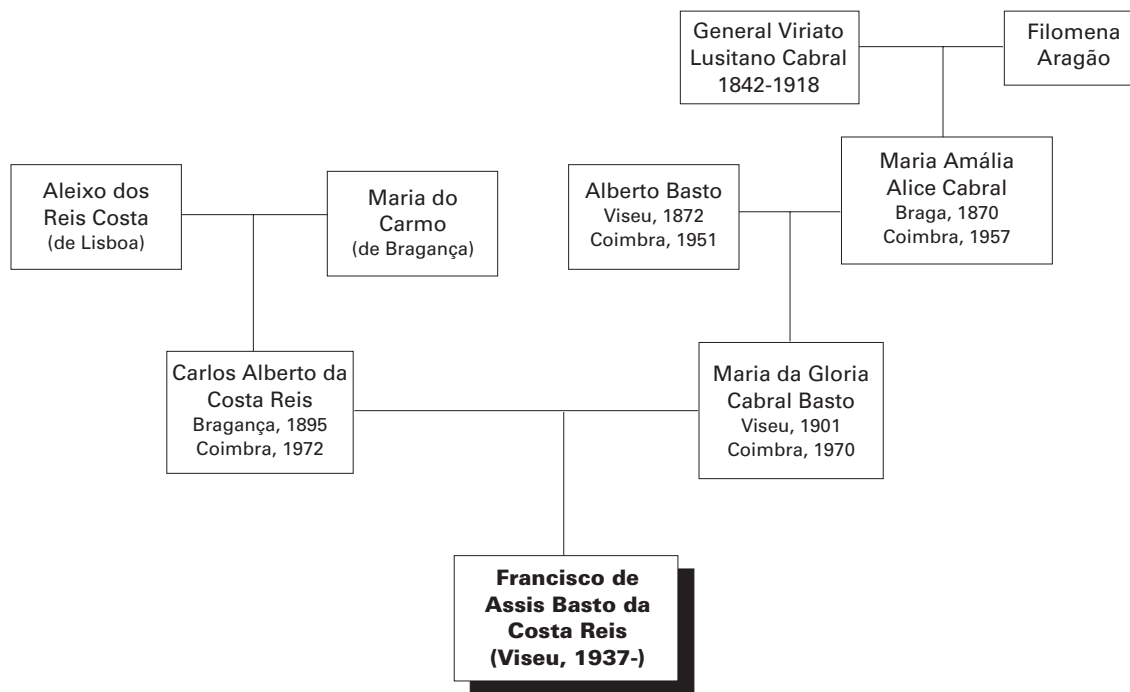 General Viriato
Lusitano Cabral
1842-1918
Filomena
Aragão
Aleixo dos
Reis Costa
(de Lisboa)
Maria do
Carmo
(de Bragança)
Alberto Basto
Viseu, 1872
Coimbra, 1951
Maria Amália
Alice Cabral
Braga, 1870
Coimbra, 1957
Carlos Alberto da
Costa Reis
Bragança, 1895
Coimbra, 1972
Maria da Gloria
Cabral Basto
Viseu, 1901
Coimbra, 1970
Francisco de
Assis Basto da
Costa Reis
(Viseu, 1937-)